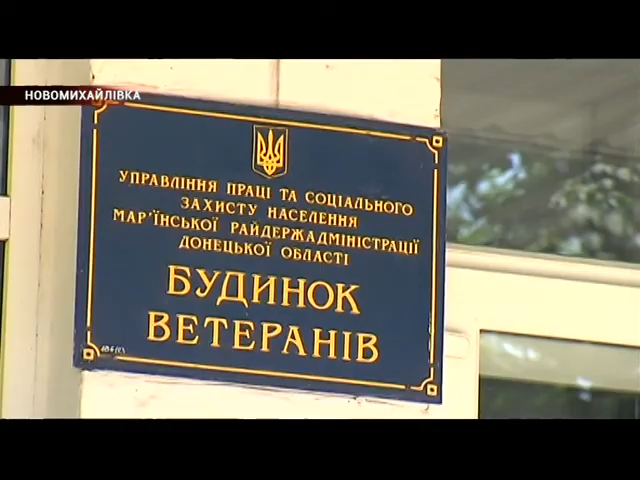 НОВОМИХАЙЛІВКА
УПРАВЛІННЯ ПРАЦІ ТА СОЦІАЛЬНОГО
ЗАХИСТУ НАСЕЛЕННЯ
МАР'ЇНСЬКОЇ РАЙДЕРЖАДМІНІСТРАЦІЇ
ДОНЕЦЬКОЇ ОБЛАСТІ
БУДИНОК
ВЕТЕРАНІВ